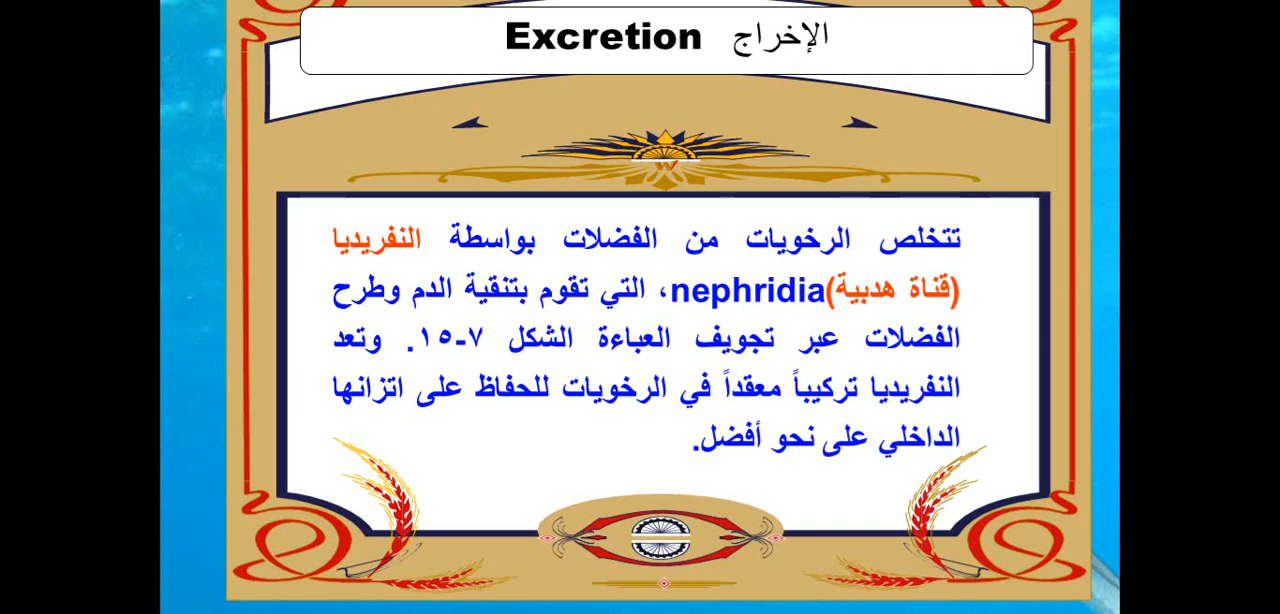 الإخراج Excretion
تتخلص الرخويات من الفضلات بواسطة النفريديا
(قناة هدبية)nephridia، التي تقوم بتنقية الدم وطرح
الفضلات عبر تجويف العباءة الشكل ٧-١٥. وتعد
النفريديا تركيباً معقداً في الرخويات للحفاظ على اتزانها
الداخلي على نحو أفضل.